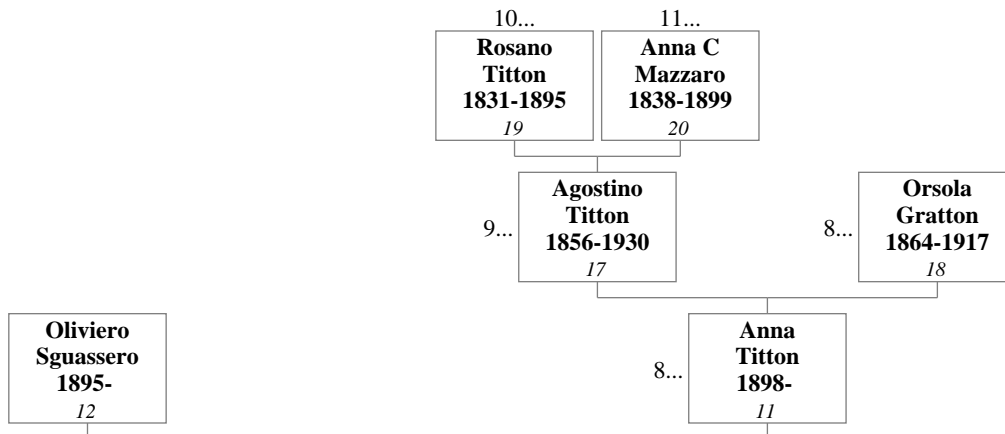 10...
11...
Rosano
Titton
1831-1895
19
Anna C
Mazzaro
1838-1899
20
9...
Agostino
Titton
1856-1930
17
8...
Orsola
Gratton
1864-1917
18
Oliviero
Sguassero
1895-
12
8...
Anna
Titton
1898-
11